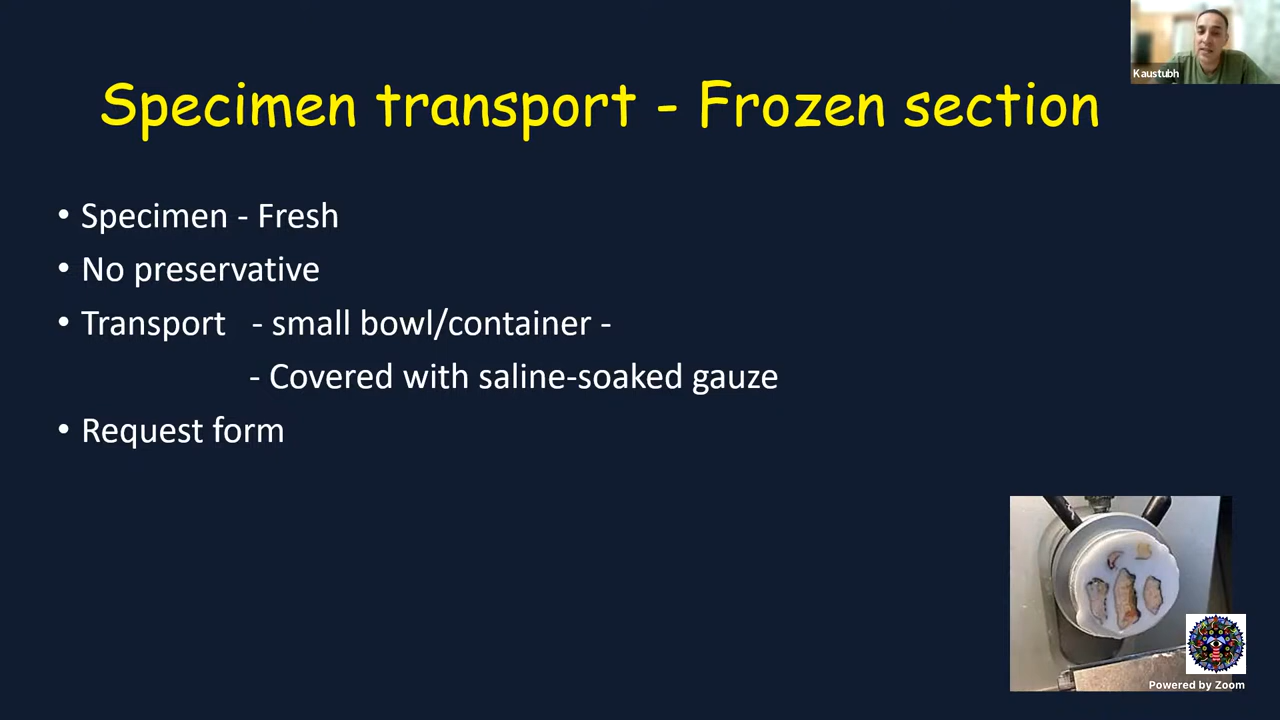 Kaustubh
Specimen transport - Frozen section
• Specimen - Fresh
• No preservative
• Transport - small bowl/container -
- Covered with saline-soaked gauze
• Request form
Powered by Zoom